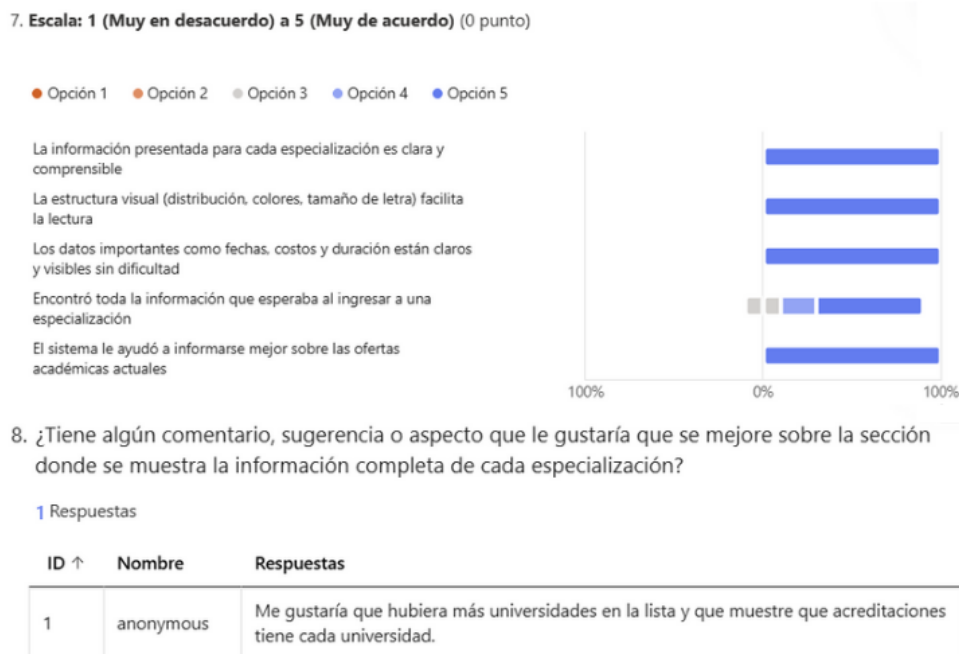 7. Escala: 1 (Muy en desacuerdo) a 5 (Muy de acuerdo) (0 punto)
Opción 1 Opción 2 Opción 3 Opción 4 Opción 5
La información presentada para cada especialización es clara y
comprensible
La estructura visual (distribución, colores, tamaño de letra) facilita
la lectura
Los datos importantes como fechas, costos y duración están claros
y visibles sin dificultad
Encontró toda la información que esperaba al ingresar a una
especialización
El sistema le ayudó a informarse mejor sobre las ofertas
académicas actuales
100% 0% 100%
8. ¿Tiene algún comentario, sugerencia o aspecto que le gustaría que se mejore sobre la sección
donde se muestra la información completa de cada especialización?
1 Respuestas
ID ↑ Nombre Respuestas
1 anonymous Me gustaría que hubiera más universidades en la lista y que muestre que acreditaciones
tiene cada universidad.